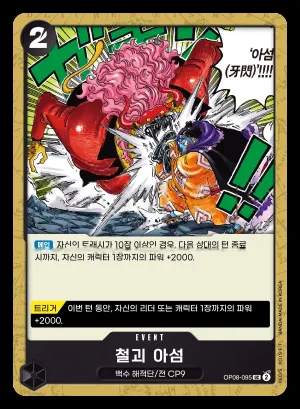 2
'아섬
(牙閃)'!!!!
!!
메인 자신의 트래시가 10장 이상인 경우, 다음 상대의 턴 종료
시까지, 자신의 캐릭터 1장까지의 파워 +2000.
트리거 이번 턴 동안, 자신의 리더 또는 캐릭터 1장까지의 파워
+2000.
EVENT
철괴 아섬
백수 해적단/전 CP9
OP08-095 UC 2